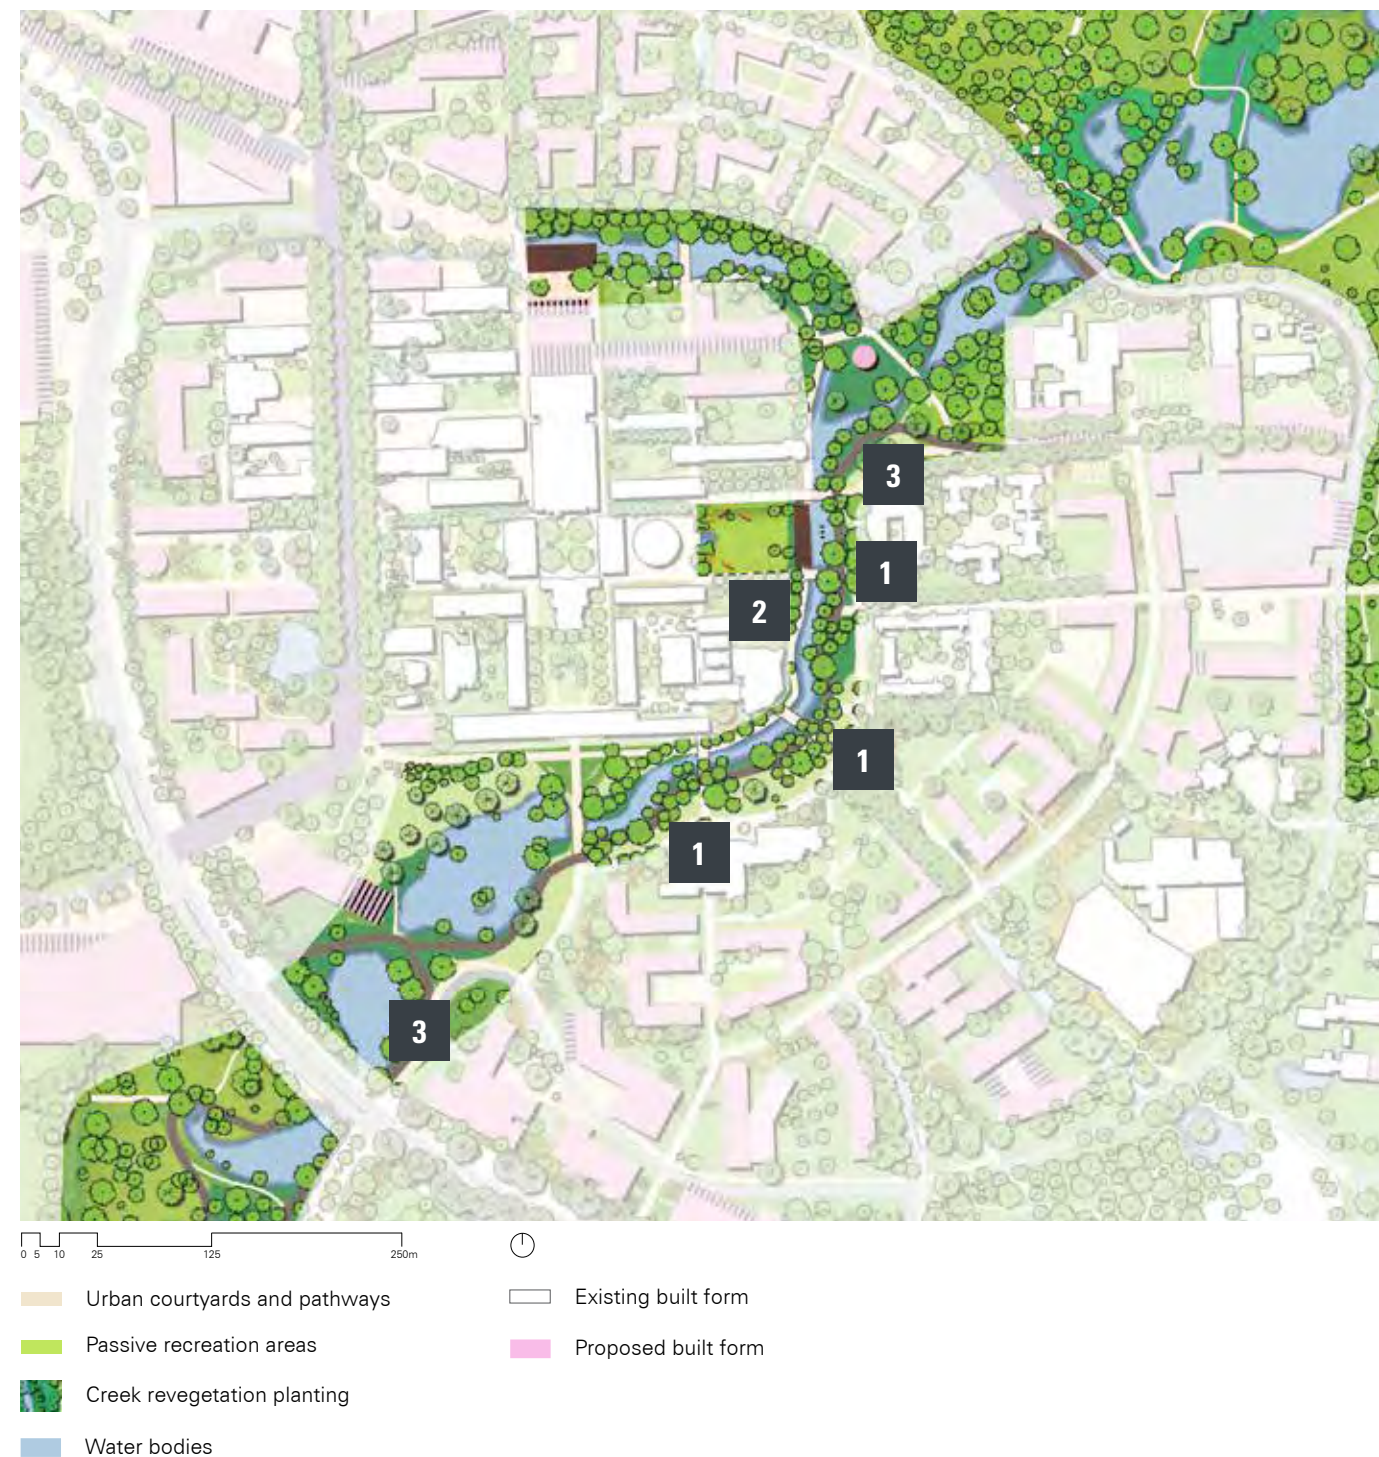 3
1
2
1
1
3
0 5 10 25 125 250m
Urban courtyards and pathways
Passive recreation areas
Creek revegetation planting
Water bodies
Existing built form
Proposed built form